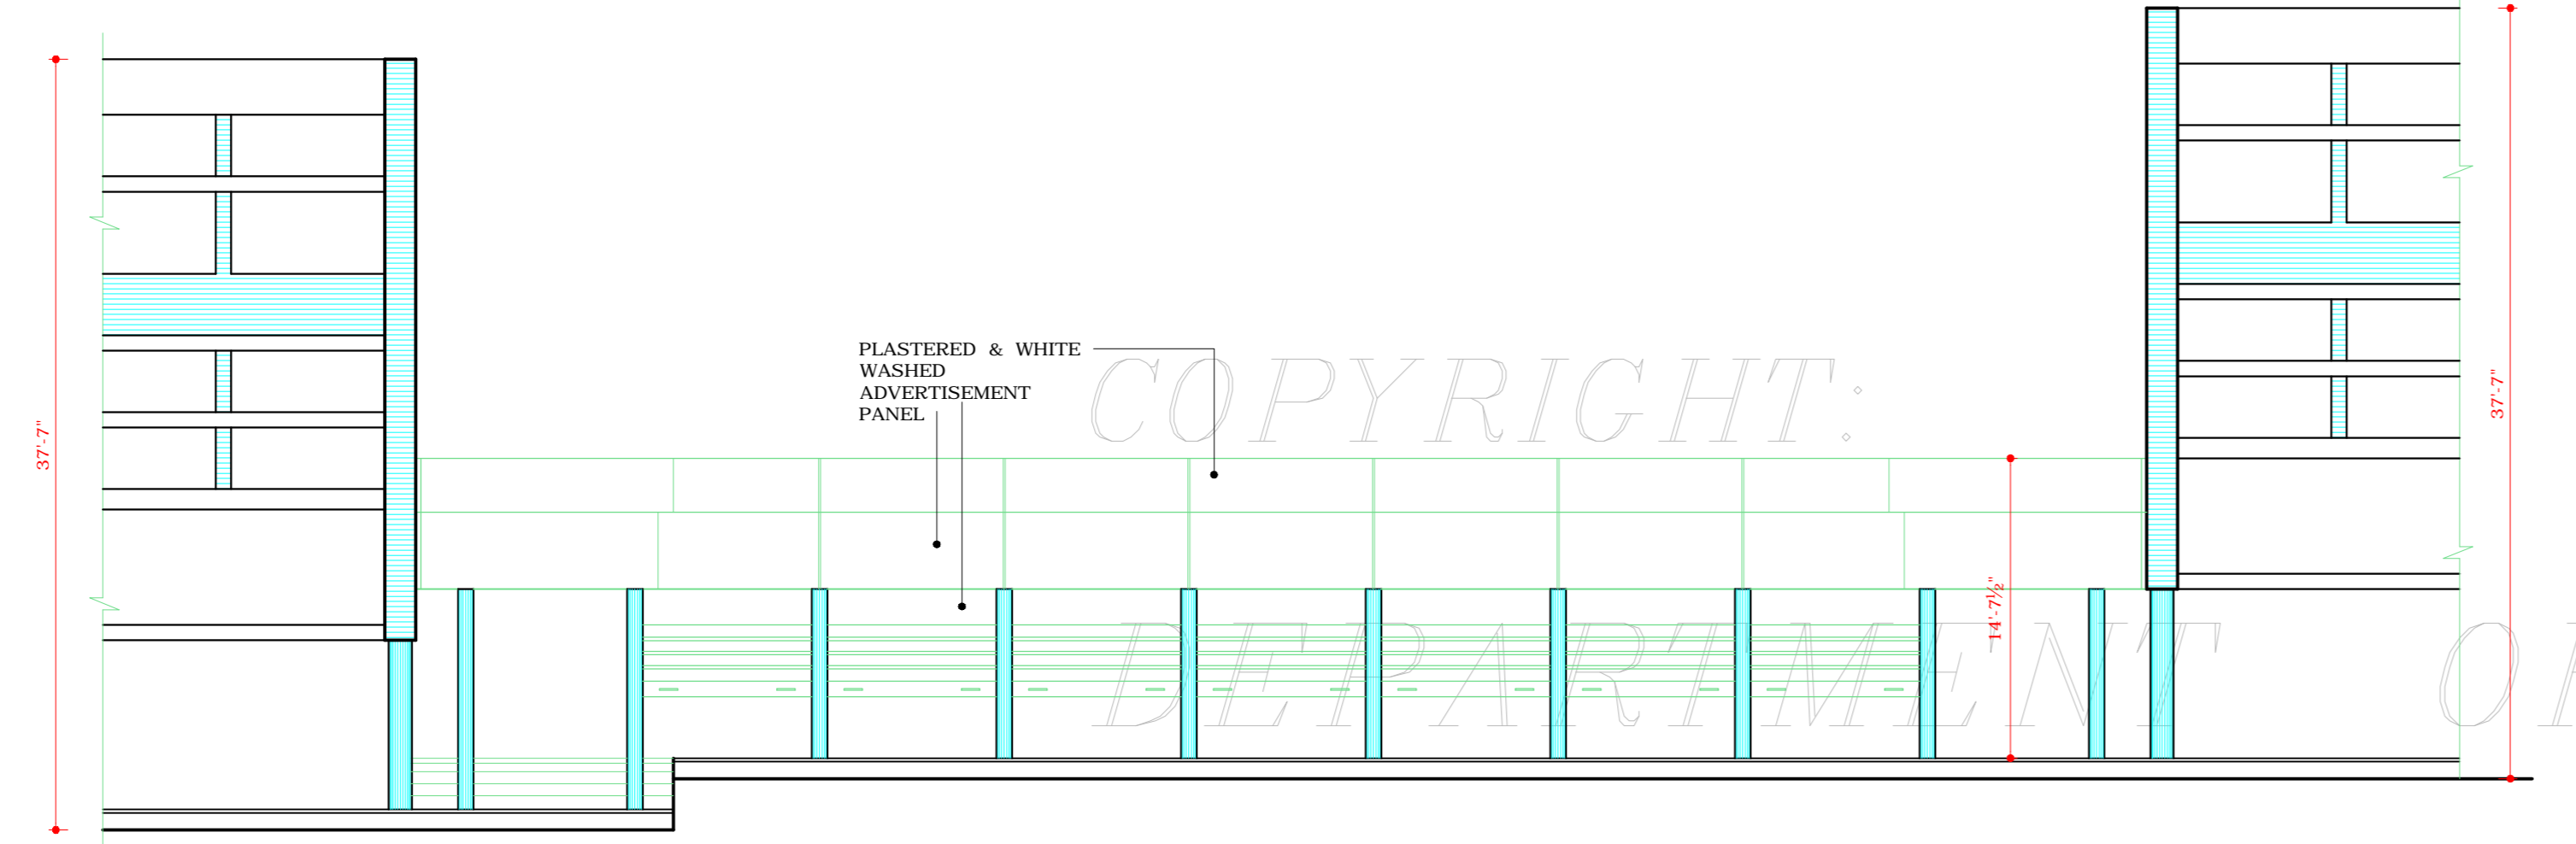 PLASTERED & WHITE
WASHED
ADVERTISEMENT
PANEL
COPYRIGHT:
DEPARTMENT
37'-7"
14'-7½"
37'-7"